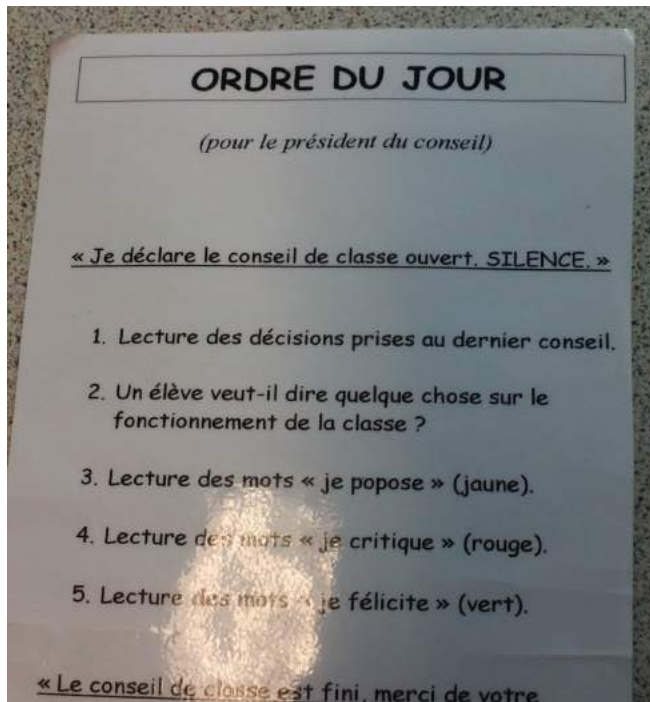 ORDRE DU JOUR
(pour le président du conseil)
« Je déclare le conseil de classe ouvert. SILENCE. »
1. Lecture des décisions prises au dernier conseil.
2. Un élève veut-il dire quelque chose sur le
fonctionnement de la classe ?
3. Lecture des mots « je popose » (jaune).
4. Lecture des mots « je critique » (rouge).
5. Lecture des mots « je félicite » (vert).
« Le conseil de classe est fini, merci de votre